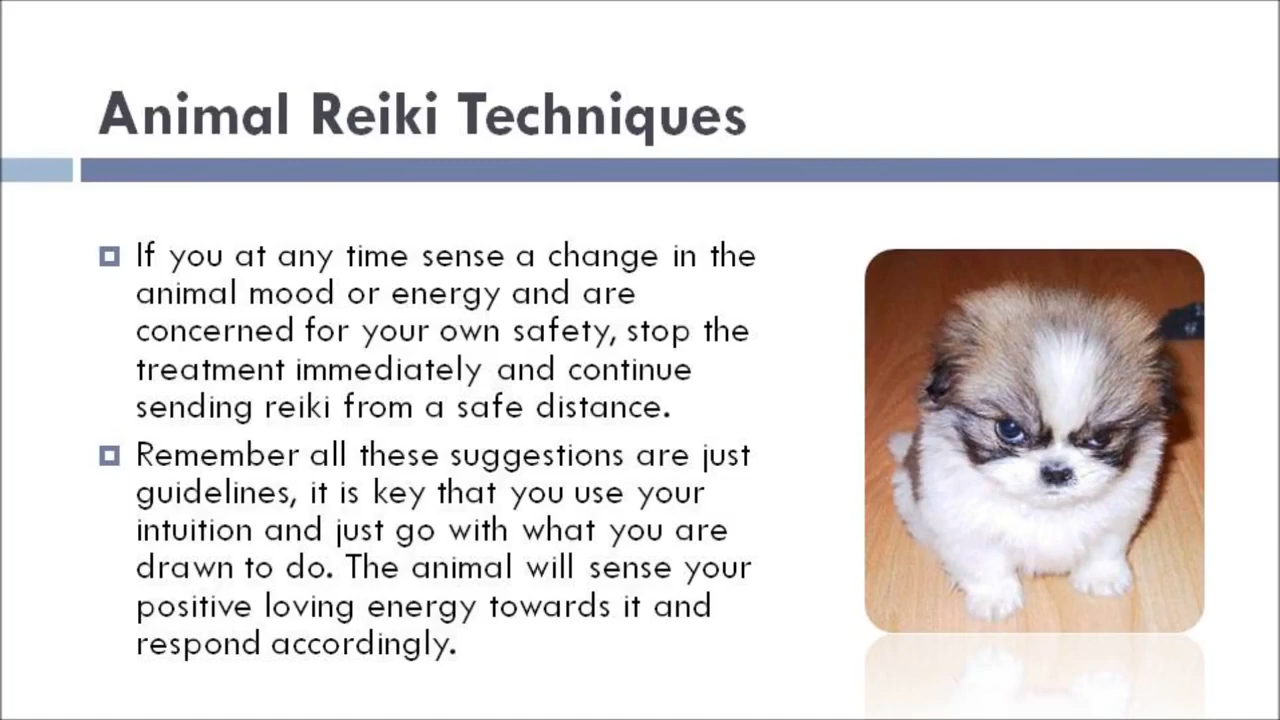 Animal Reiki Techniques
If you at any time sense a change in the
animal mood or energy and are
concerned for your own safety, stop the
treatment immediately and continue
sending reiki from a safe distance.
Remember all these suggestions are just
guidelines, it is key that you use your
intuition and just go with what you are
drawn to do. The animal will sense your
positive loving energy towards it and
respond accordingly.